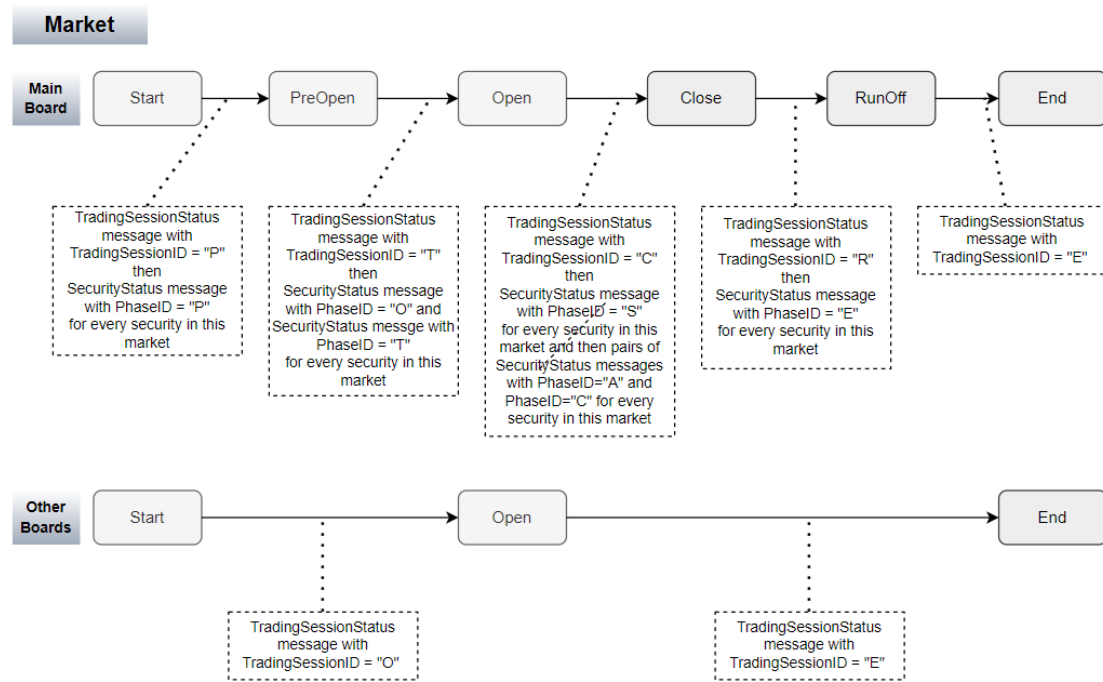 Market
Main
Board
Start
PreOpen
Open
Close
RunOff
End
TradingSessionStatus
message with
TradingSessionID = "P"
then
SecurityStatus message
with PhaseID = "P"
for every security in this
market
TradingSessionStatus
message with
TradingSessionID = "T"
then
SecurityStatus message
with PhaseID = "O" and
SecurityStatus messge with
PhaseID = "T"
for every security in this
market
TradingSessionStatus
message with
TradingSessionID = "C"
then
SecurityStatus message
with PhaseID = "S"
for every security in this
market and then pairs of
SecurityStatus messages
with PhaseID="A" and
PhaseID="C" for every
security in this market
TradingSessionStatus
message with
TradingSessionID = "R"
then
SecurityStatus message
with PhaseID = "E"
for every security in this
market
TradingSessionStatus
message with
TradingSessionID = "E"
Other
Boards
Start
Open
End
TradingSessionStatus
message with
TradingSessionID = "O"
TradingSessionStatus
message with
TradingSessionID = "E"